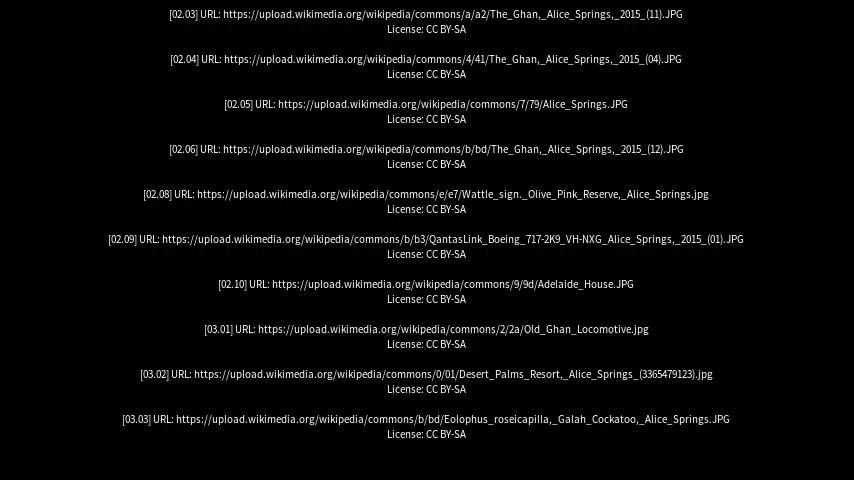 [02.03] URL: https://upload.wikimedia.org/wikipedia/commons/a/a2/The_Ghan,_Alice_Springs,_2015_(11).JPG
License: CC BY-SA
[02.04] URL: https://upload.wikimedia.org/wikipedia/commons/4/41/The_Ghan,_Alice_Springs,_2015_(04).JPG
License: CC BY-SA
[02.05] URL: https://upload.wikimedia.org/wikipedia/commons/7/79/Alice_Springs.JPG
License: CC BY-SA
[02.06] URL: https://upload.wikimedia.org/wikipedia/commons/b/bd/The_Ghan,_Alice_Springs,_2015_(12).JPG
License: CC BY-SA
[02.08] URL: https://upload.wikimedia.org/wikipedia/commons/e/e7/Wattle_sign._Olive_Pink_Reserve,_Alice_Springs.jpg
License: CC BY-SA
[02.09] URL: https://upload.wikimedia.org/wikipedia/commons/b/b3/QantasLink_Boeing_717-2K9_VH-NXG_Alice_Springs,_2015_(01).JPG
License: CC BY-SA
[02.10] URL: https://upload.wikimedia.org/wikipedia/commons/9/9d/Adelaide_House.JPG
License: CC BY-SA
[03.01] URL: https://upload.wikimedia.org/wikipedia/commons/2/2a/Old_Ghan_Locomotive.jpg
License: CC BY-SA
[03.02] URL: https://upload.wikimedia.org/wikipedia/commons/0/01/Desert_Palms_Resort,_Alice_Springs_(3365479123).jpg
License: CC BY-SA
[03.03] URL: https://upload.wikimedia.org/wikipedia/commons/b/bd/Eolophus_roseicapilla,_Galah_Cockatoo,_Alice_Springs.JPG
License: CC BY-SA